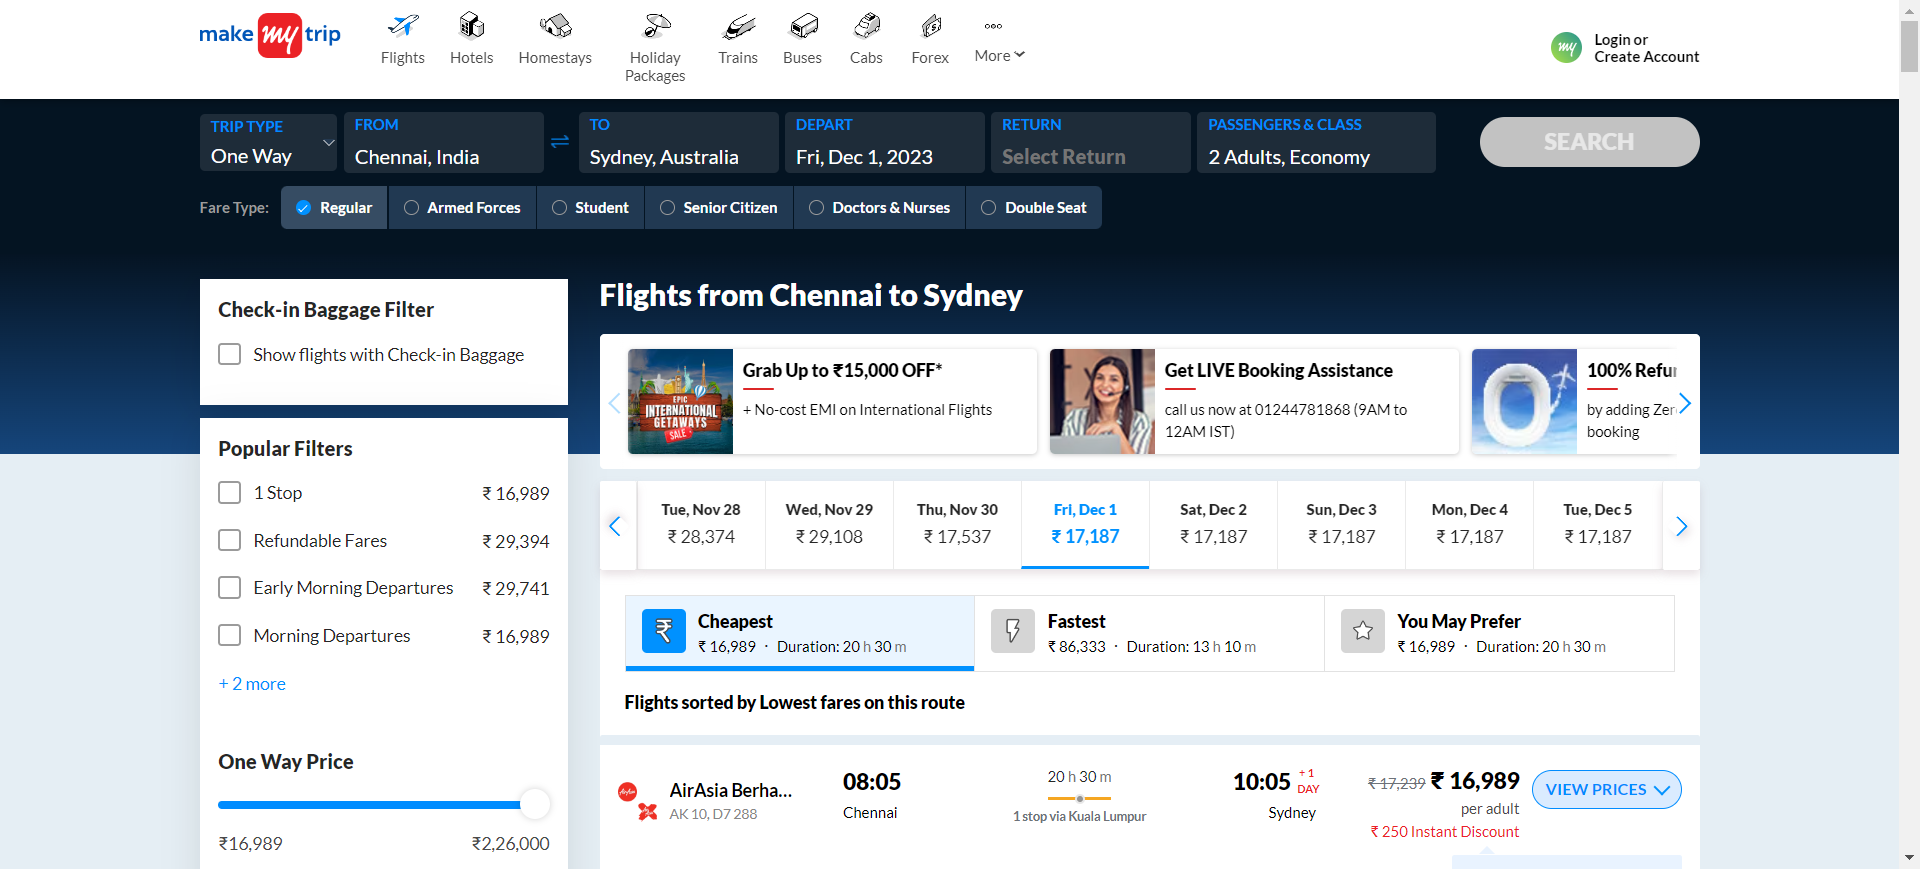 make my trip
Flights
Hotels
Homestays
Holiday
Packages
Trains
Buses
Cabs
Forex
More
my
Login or
Create Account
TRIP TYPE
One Way
FROM
Chennai, India
TO
Sydney, Australia
DEPART
Fri, Dec 1, 2023
RETURN
Select Return
PASSENGERS & CLASS
2 Adults, Economy
SEARCH
Fare Type:
Regular
Armed Forces
Student
Senior Citizen
Doctors & Nurses
Double Seat
Check-in Baggage Filter
Show flights with Check-in Baggage
Popular Filters
1 Stop ₹ 16,989
Refundable Fares ₹ 29,394
Early Morning Departures ₹ 29,741
Morning Departures ₹ 16,989
+ 2 more
One Way Price
₹16,989 ₹2,26,000
Flights from Chennai to Sydney
EPIC
INTERNATIONAL
GETAWAYS
SALE
Grab Up to ₹15,000 OFF*
+ No-cost EMI on International Flights
Get LIVE Booking Assistance
call us now at 01244781868 (9AM to
12AM IST)
100% Refu
by adding Zer
booking
Tue, Nov 28
₹ 28,374
Wed, Nov 29
₹ 29,108
Thu, Nov 30
₹ 17,537
Fri, Dec 1
₹ 17,187
Sat, Dec 2
₹ 17,187
Sun, Dec 3
₹ 17,187
Mon, Dec 4
₹ 17,187
Tue, Dec 5
₹ 17,187
Cheapest
₹ 16,989 · Duration: 20 h 30 m
Fastest
₹ 86,333 · Duration: 13 h 10 m
You May Prefer
₹ 16,989 · Duration: 20 h 30 m
Flights sorted by Lowest fares on this route
AirAsia
AirAsia Berha...
AK 10, D7 288
08:05
Chennai
20 h 30 m
1 stop via Kuala Lumpur
10:05 + 1
DAY
Sydney
₹ 17,239 ₹ 16,989
per adult
₹ 250 Instant Discount
VIEW PRICES